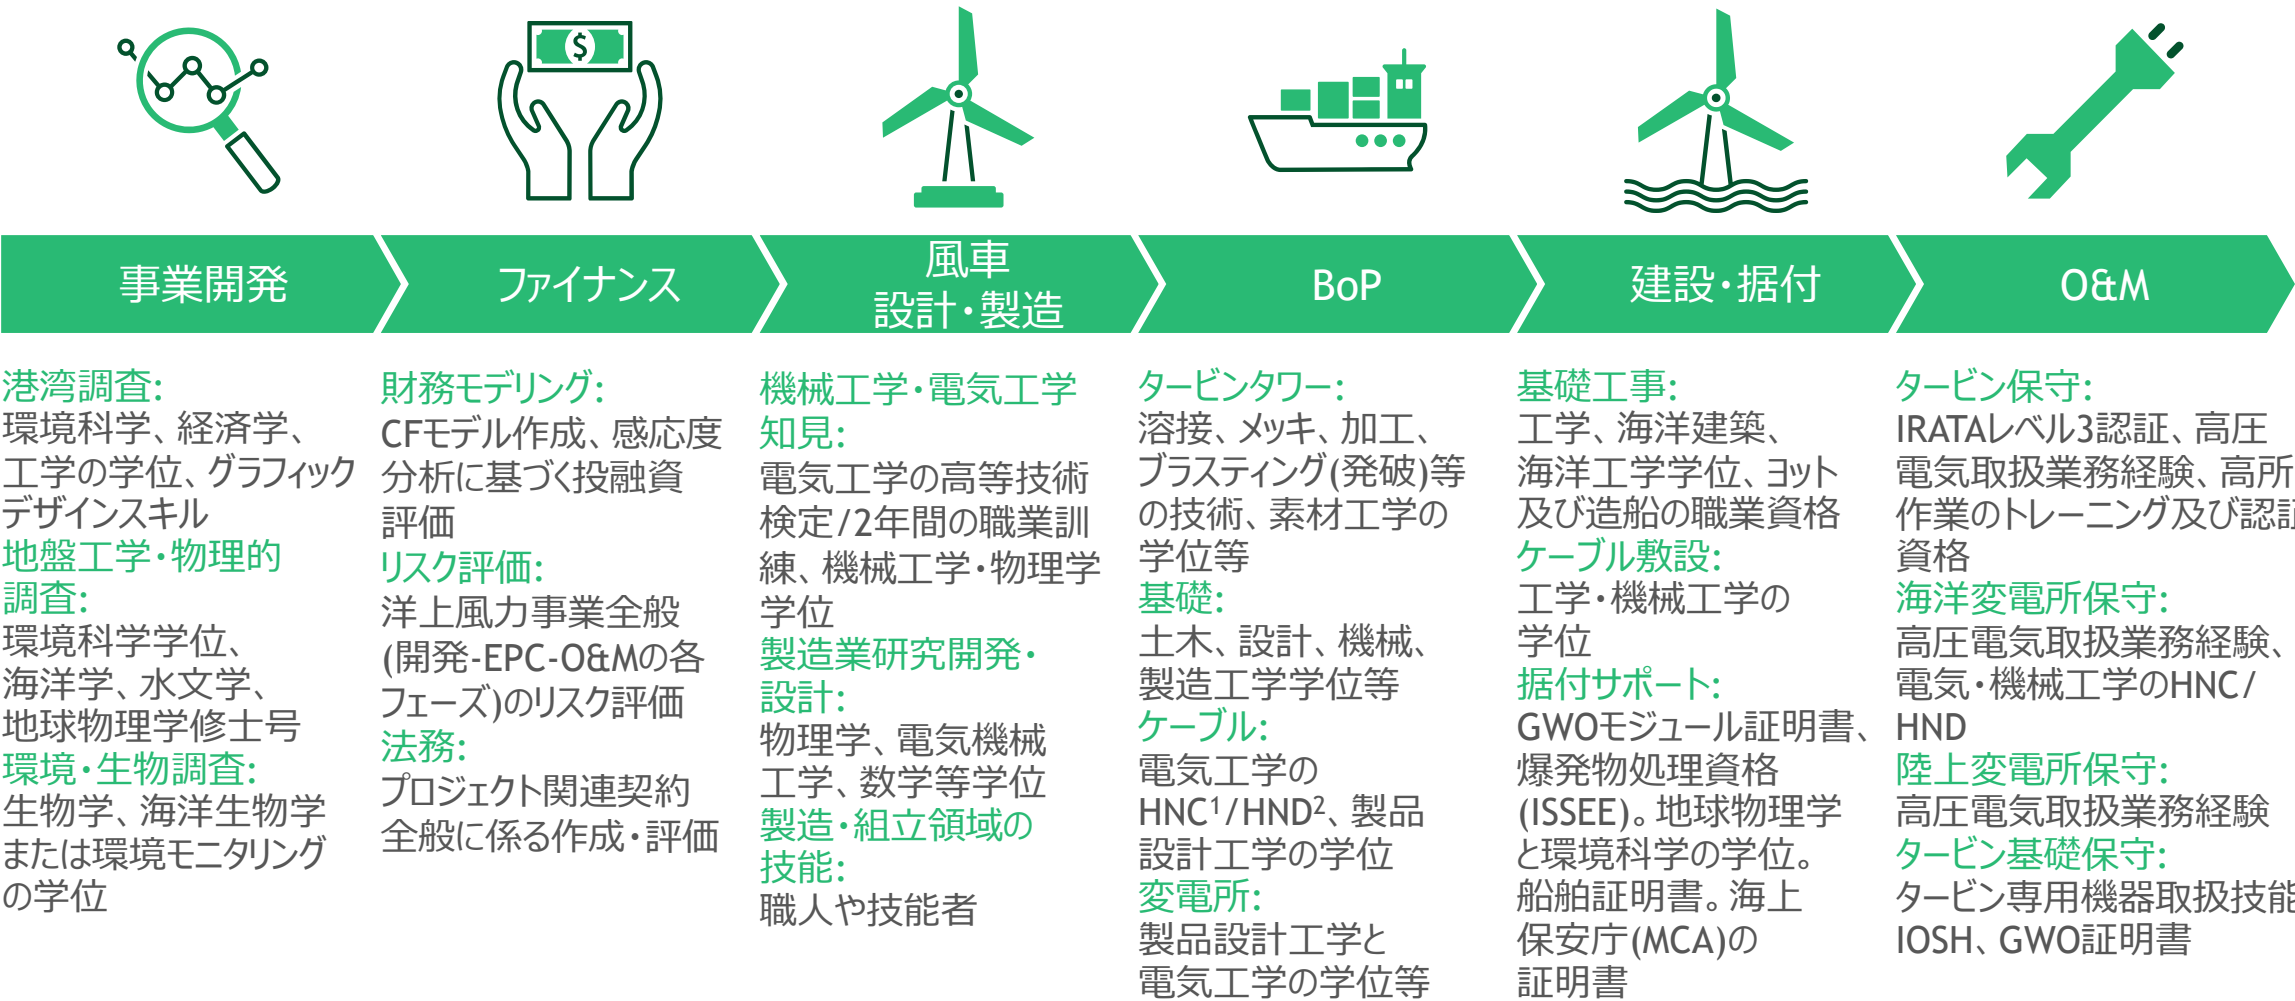 事業開発
ファイナンス
風車
設計・製造
BoP
建設・据付
O&M
港湾調査:
環境科学、経済学、
工学の学位、グラフィック
デザインスキル
地盤工学・物理的
調査:
環境科学学位、
海洋学、水文学、
地球物理学修士号
環境・生物調査:
生物学、海洋生物学
または環境モニタリング
の学位
財務モデリング:
CFモデル作成、感応度
分析に基づく投融資
評価
リスク評価:
洋上風力事業全般
(開発-EPC-O&Mの各
フェーズ)のリスク評価
法務:
プロジェクト関連契約
全般に係る作成・評価
機械工学・電気工学
知見:
電気工学の高等技術
検定/2年間の職業訓
練、機械工学・物理学
学位
製造業研究開発・
設計:
物理学、電気機械
工学、数学等学位
製造・組立領域の
技能:
職人や技能者
タービンタワー:
溶接、メッキ、加工、
ブラスティング(発破)等
の技術、素材工学の
学位等
基礎:
土木、設計、機械、
製造工学学位等
ケーブル:
電気工学の
HNC¹/HND²、製品
設計工学の学位
変電所:
製品設計工学と
電気工学の学位等
基礎工事:
工学、海洋建築、
海洋工学学位、ヨット
及び造船の職業資格
ケーブル敷設:
工学・機械工学の
学位
据付サポート:
GWOモジュール証明書、
爆発物処理資格
(ISSEE)。地球物理学
と環境科学の学位。
船舶証明書。海上
保安庁(MCA)の
証明書
タービン保守:
IRATAレベル3認証、高圧
電気取扱業務経験、高所
作業のトレーニング及び認証
資格
海洋変電所保守:
高圧電気取扱業務経験、
電気・機械工学のHNC/
HND
陸上変電所保守:
高圧電気取扱業務経験
タービン基礎保守:
タービン専用機器取扱技能
IOSH、GWO証明書